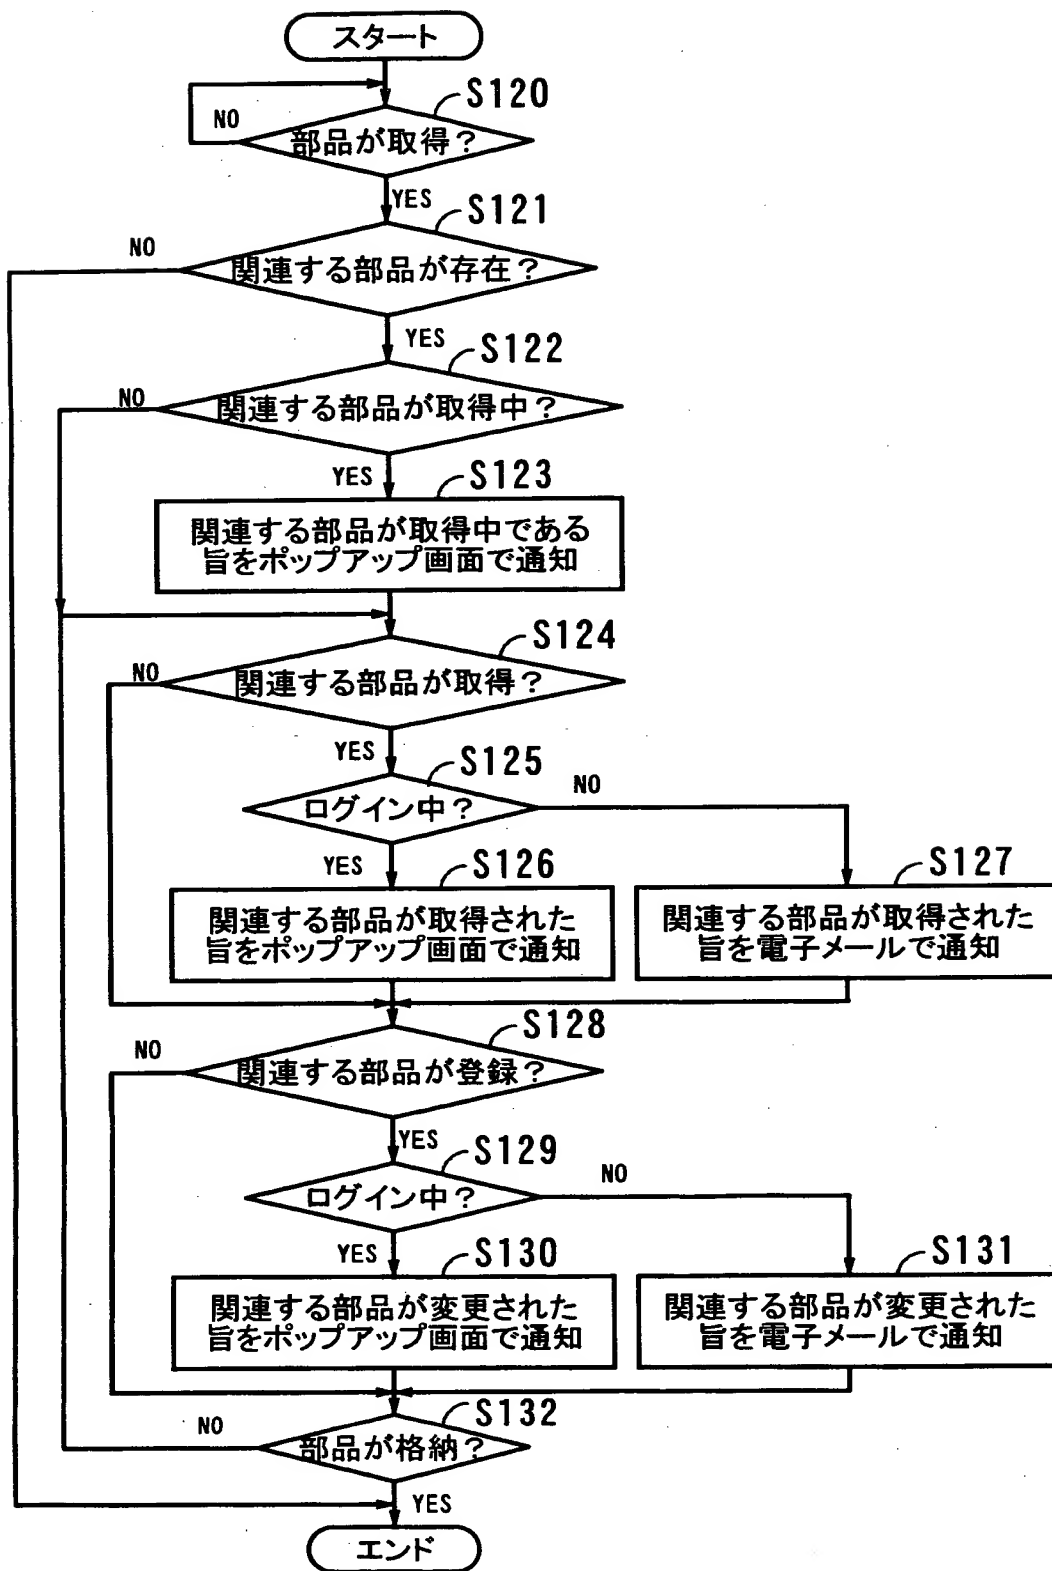 スタート
S120
NO
部品が取得？
YES
S121
NO
関連する部品が存在？
YES
S122
NO
関連する部品が取得中？
YES
S123
関連する部品が取得中である
旨をポップアップ画面で通知
S124
NO
関連する部品が取得？
YES
S125
NO
ログイン中？
YES
S126
S127
関連する部品が取得された
旨をポップアップ画面で通知
関連する部品が取得された
旨を電子メールで通知
S128
NO
関連する部品が登録？
YES
S129
NO
ログイン中？
YES
S130
S131
関連する部品が変更された
旨をポップアップ画面で通知
関連する部品が変更された
旨を電子メールで通知
S132
NO
部品が格納？
YES
エンド